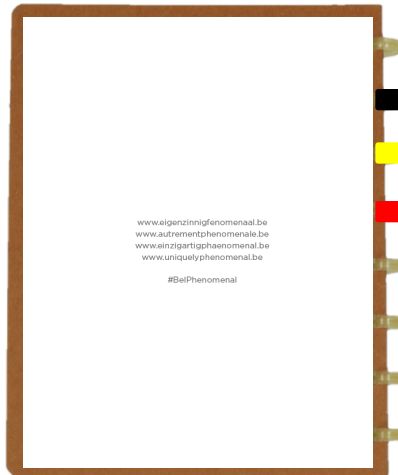 www.eigenzinnigfenomenaal.be
www.autrementphenomenale.be
www.einzigartigphaenomenal.be
www.uniquelyphenomenal.be
#BelPhenomenal